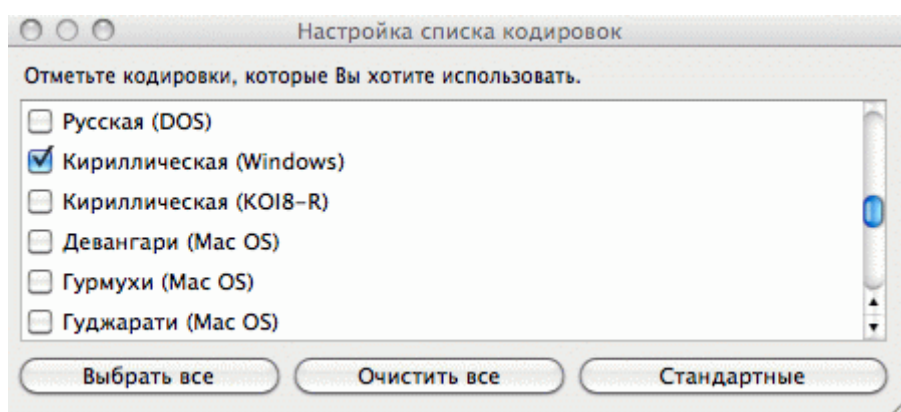 Настройка списка кодировок
Отметьте кодировки, которые Вы хотите использовать.
Русская (DOS)
Кириллическая (Windows)
Кириллическая (KOI8-R)
Девангари (Mac OS)
Гурмухи (Mac OS)
Гуджарати (Mac OS)
Выбрать все Очистить все Стандартные